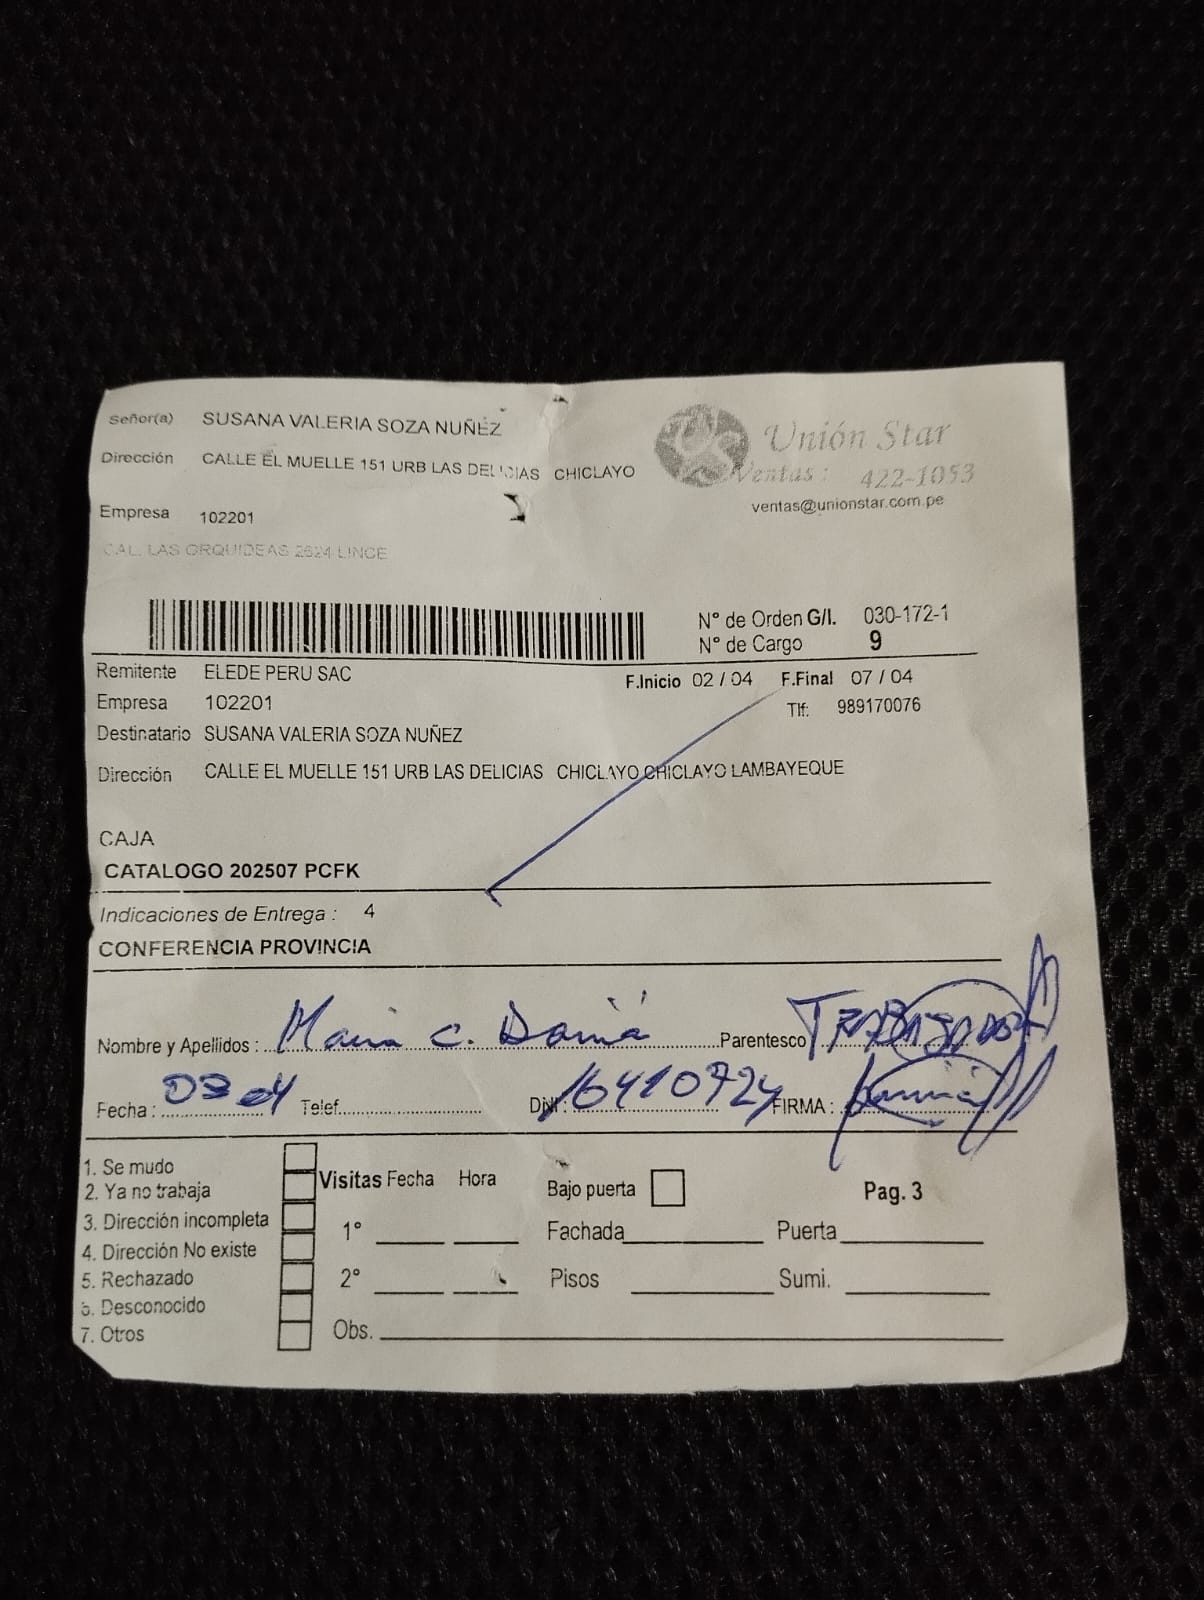 Señor(a) SUSANA VALERIA SOZA NUÑEZ
Dirección CALLE EL MUELLE 151 URB LAS DELICIAS CHICLAYO
Empresa 102201
CAL. LAS ORQUIDEAS 2624 LINCE
Unión Star
Ventas: 422-1053
ventas@unionstar.com.pe
N° de Orden G/I. 030-172-1
N° de Cargo 9
Remitente ELEDE PERU SAC
F.Inicio 02 / 04 F.Final 07 / 04
Empresa 102201
Tlf: 989170076
Destinatario SUSANA VALERIA SOZA NUÑEZ
Dirección CALLE EL MUELLE 151 URB LAS DELICIAS CHICLAYO CHICLAYO LAMBAYEQUE
CAJA
CATALOGO 202507 PCFK
Indicaciones de Entrega : 4
CONFERENCIA PROVINCIA
Nombre y Apellidos : Maria C. Parentesco TRABAJADORA
Fecha : 03 04 Telef. DNI: 16410724 FIRMA :
1. Se mudo
2. Ya no trabaja
3. Dirección incompleta
4. Dirección No existe
5. Rechazado
6. Desconocido
7. Otros
Visitas Fecha Hora
1°
2°
Obs.
Bajo puerta
Pag. 3
Fachada Puerta
Pisos Sumi.